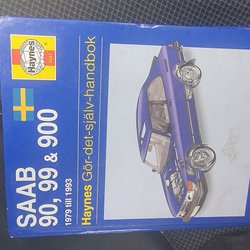 Haynes
SAAB
90, 99 & 900
1979 till 1993
Haynes Gör-det-själv-handbok